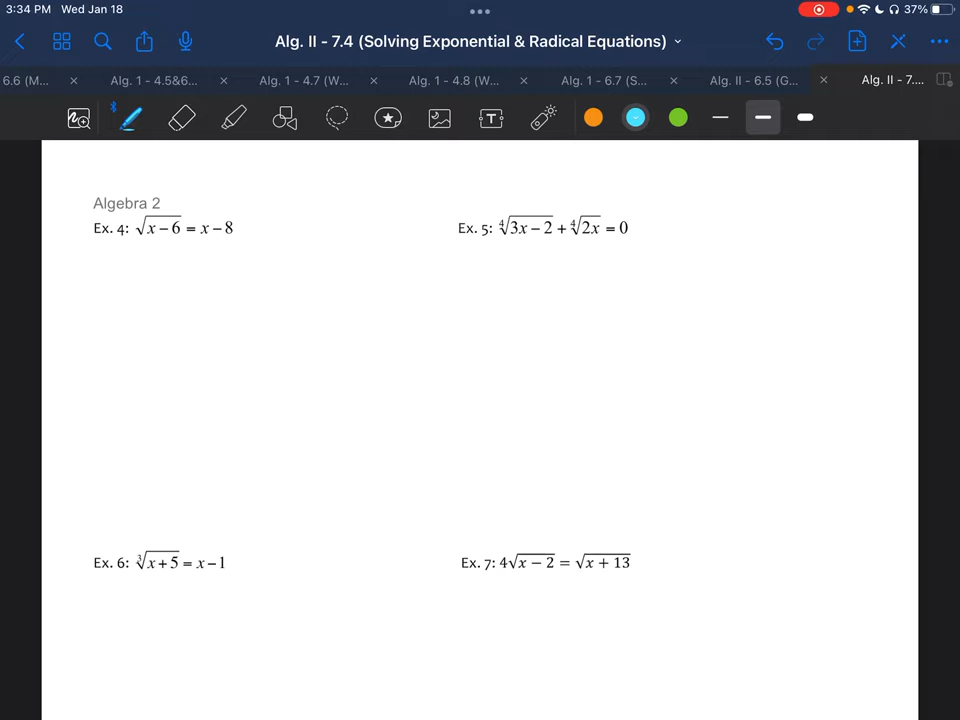 3:34 PM Wed Jan 18 37%
Alg. II - 7.4 (Solving Exponential & Radical Equations)
6.6 (M... Alg. 1 - 4.5&6... Alg. 1 - 4.7 (W... Alg. 1 - 4.8 (W... Alg. 1 - 6.7 (S... Alg. II - 6.5 (G... Alg. II - 7....
T
Algebra 2
Ex. 4: √(x − 6) = x − 8
Ex. 5: ∜(3x − 2) + ∜(2x) = 0
Ex. 6: ∛(x + 5) = x − 1
Ex. 7: 4√(x − 2) = √(x + 13)